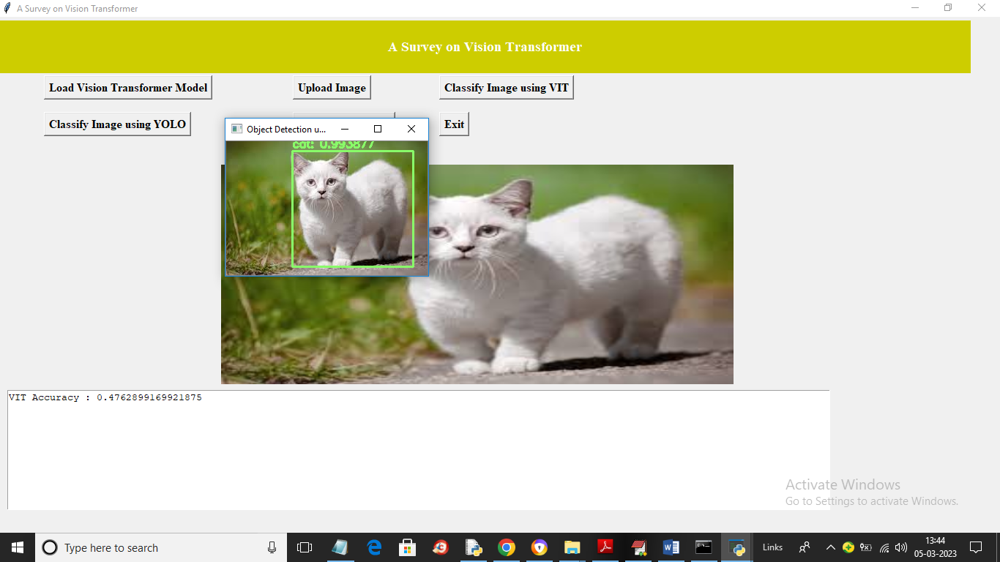 A Survey on Vision Transformer
A Survey on Vision Transformer
Load Vision Transformer Model
Upload Image
Classify Image using VIT
Classify Image using YOLO
Exit
Object Detection u...
cat: 0.993877
VIT Accuracy : 0.4762899169921875
Activate Windows
Go to Settings to activate Windows.
Type here to search
Links
13:44
05-03-2023